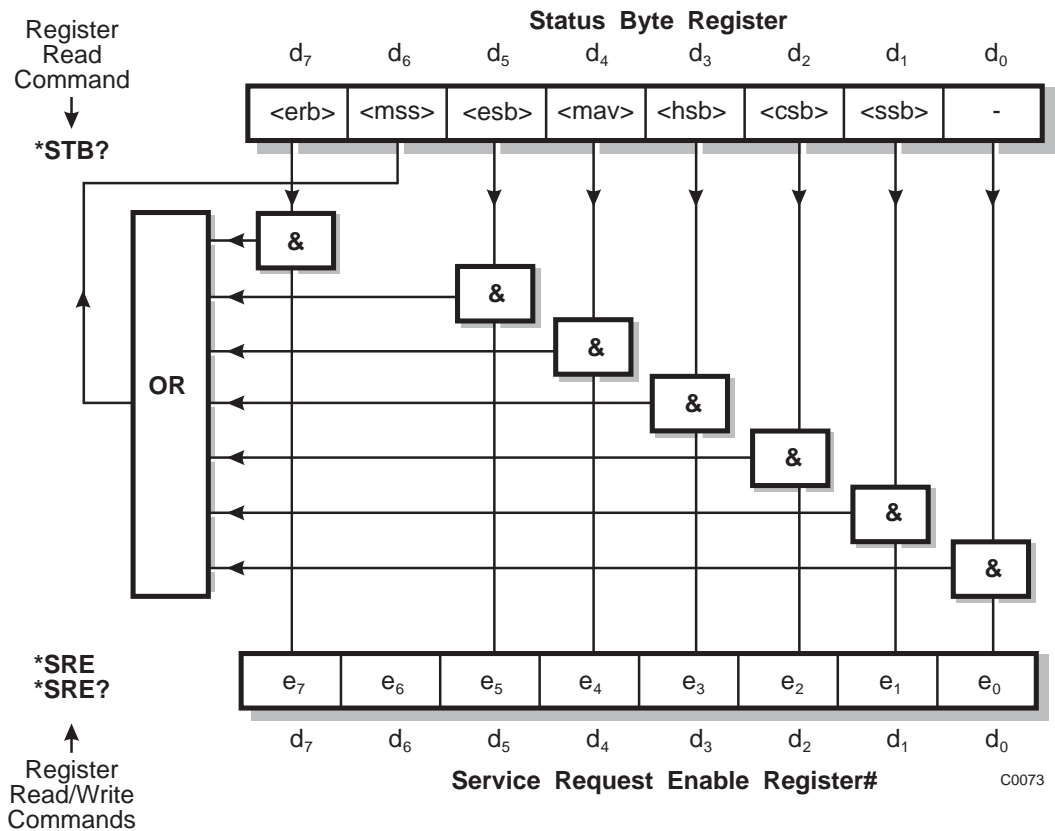 Status Byte Register
Register
Read
Command
d₇ d₆ d₅ d₄ d₃ d₂ d₁ d₀
<erb> <mss> <esb> <mav> <hsb> <csb> <ssb> -
*STB?
&
&
&
&
&
&
&
OR
*SRE
*SRE?
e₇ e₆ e₅ e₄ e₃ e₂ e₁ e₀
d₇ d₆ d₅ d₄ d₃ d₂ d₁ d₀
Register
Read/Write
Commands
Service Request Enable Register#
C0073